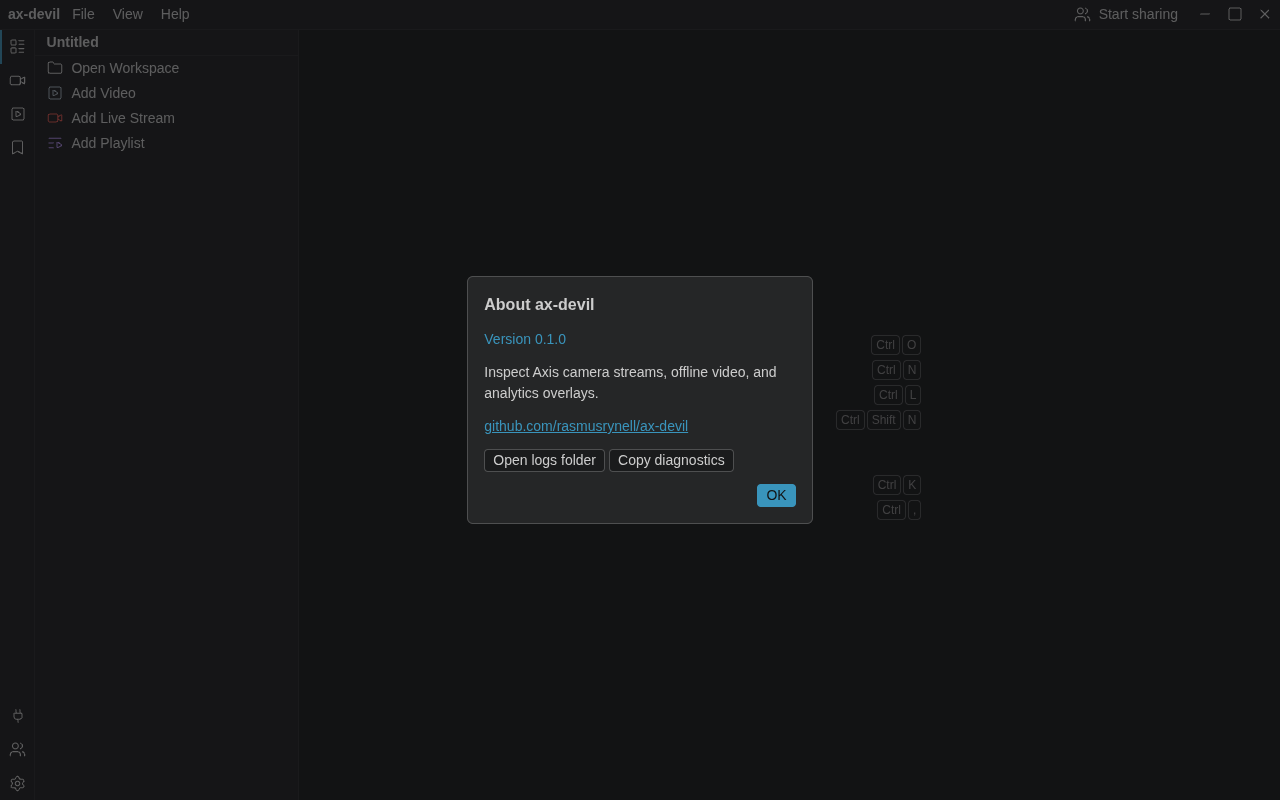 ax-devil File View Help Start sharing
Untitled
Open Workspace
Add Video
Add Live Stream
Add Playlist
About ax-devil
Version 0.1.0
Inspect Axis camera streams, offline video, and
analytics overlays.
github.com/rasmusrynell/ax-devil
Open logs folder Copy diagnostics
OK
Ctrl O
Ctrl N
Ctrl L
Ctrl Shift N
Ctrl K
Ctrl ,